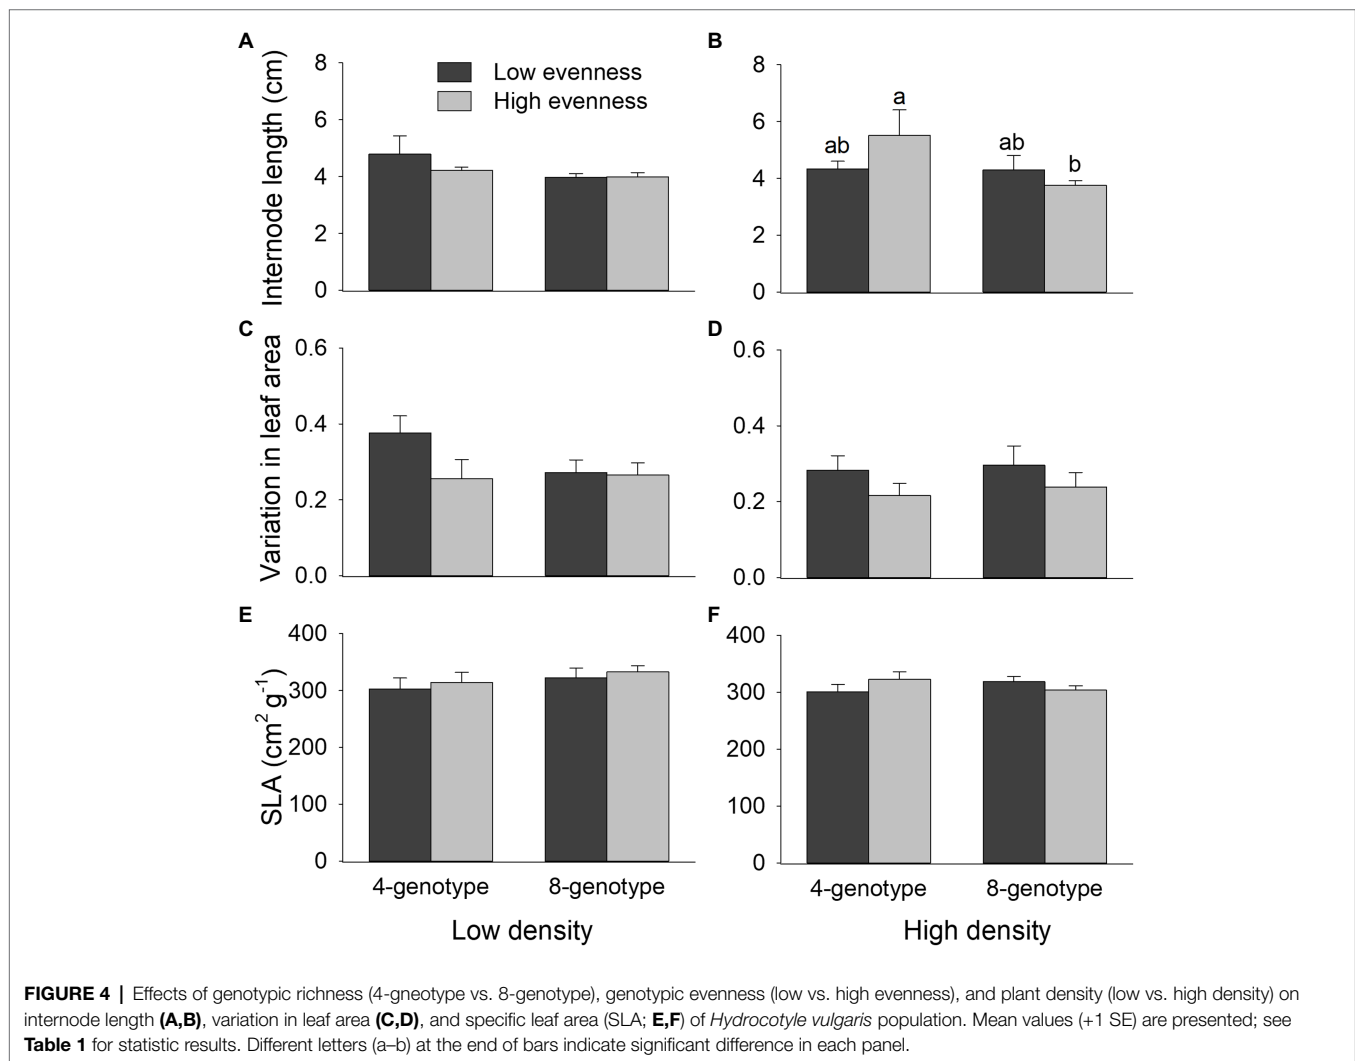 A
B
Internode length (cm)
8
6
4
2
0
Low evenness
High evenness
8
6
4
2
0
ab
a
ab
b
C
D
Variation in leaf area
0.6
0.4
0.2
0.0
0.6
0.4
0.2
0.0
E
F
SLA (cm² g⁻¹)
400
300
200
100
0
400
300
200
100
0
4-genotype 8-genotype
4-genotype 8-genotype
Low density
High density
FIGURE 4 | Effects of genotypic richness (4-gneotype vs. 8-genotype), genotypic evenness (low vs. high evenness), and plant density (low vs. high density) on
internode length (A,B), variation in leaf area (C,D), and specific leaf area (SLA; E,F) of Hydrocotyle vulgaris population. Mean values (+1 SE) are presented; see
Table 1 for statistic results. Different letters (a–b) at the end of bars indicate significant difference in each panel.